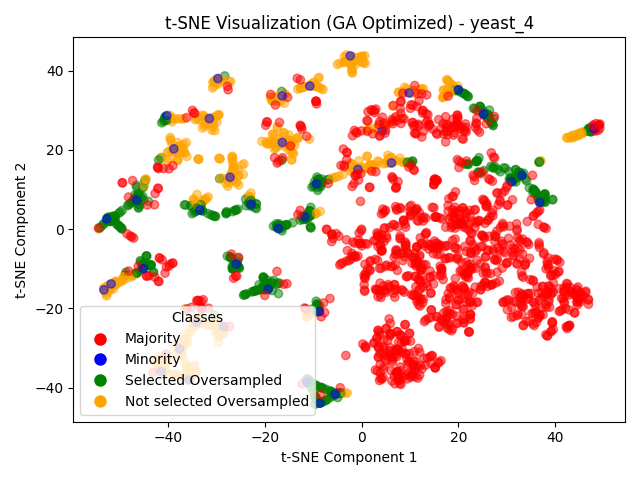 t-SNE Visualization (GA Optimized) - yeast_4
t-SNE Component 2
40
20
0
−20
−40
Classes
Majority
Minority
Selected Oversampled
Not selected Oversampled
−40 −20 0 20 40
t-SNE Component 1